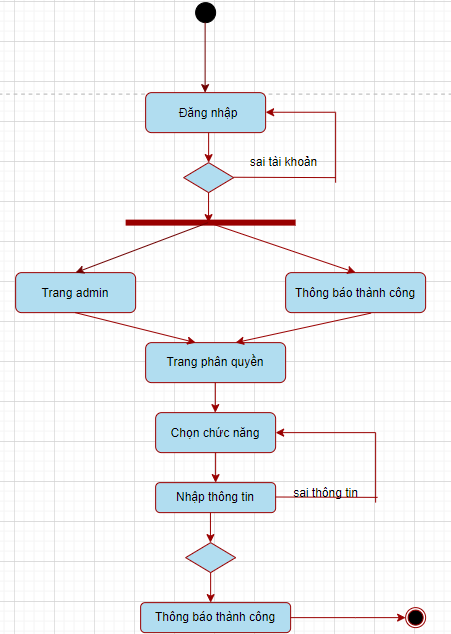 Đăng nhập
sai tài khoản
Trang admin
Thông báo thành công
Trang phân quyền
Chọn chức năng
Nhập thông tin
sai thông tin
Thông báo thành công